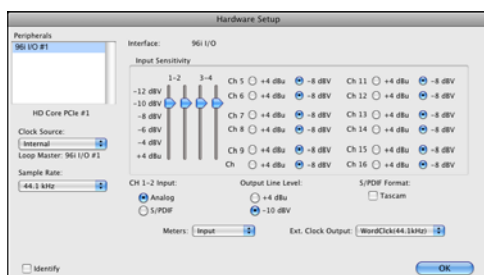 Hardware Setup
Peripherals
96i I/O #1
HD Core PCIe #1
Clock Source:
Internal
Loop Master: 96i I/O #1
Sample Rate:
44.1 kHz
Identify
Interface: 96i I/O
Input Sensitivity
1-2 3-4
-12 dBV
-10 dBV
-8 dBV
-6 dBV
-4 dBV
+4 dBu
Ch 5 +4 dBu -8 dBV Ch 11 +4 dBu -8 dBV
Ch 6 +4 dBu -8 dBV Ch 12 +4 dBu -8 dBV
Ch 7 +4 dBu -8 dBV Ch 13 +4 dBu -8 dBV
Ch 8 +4 dBu -8 dBV Ch 14 +4 dBu -8 dBV
Ch 9 +4 dBu -8 dBV Ch 15 +4 dBu -8 dBV
Ch +4 dBu -8 dBV Ch 16 +4 dBu -8 dBV
CH 1-2 Input: Output Line Level: S/PDIF Format:
Analog +4 dBu Tascam
S/PDIF -10 dBV
Meters: Input Ext. Clock Output: WordClck(44.1kHz)
OK